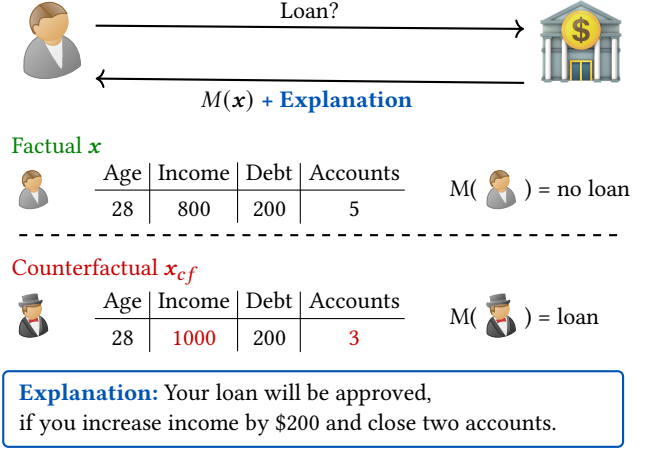 Loan?
$
M(x) + Explanation
Factual x
Age Income Debt Accounts
28 800 200 5
M( ) = no loan
Counterfactual x_cf
Age Income Debt Accounts
28 1000 200 3
M( ) = loan
Explanation: Your loan will be approved,
if you increase income by $200 and close two accounts.